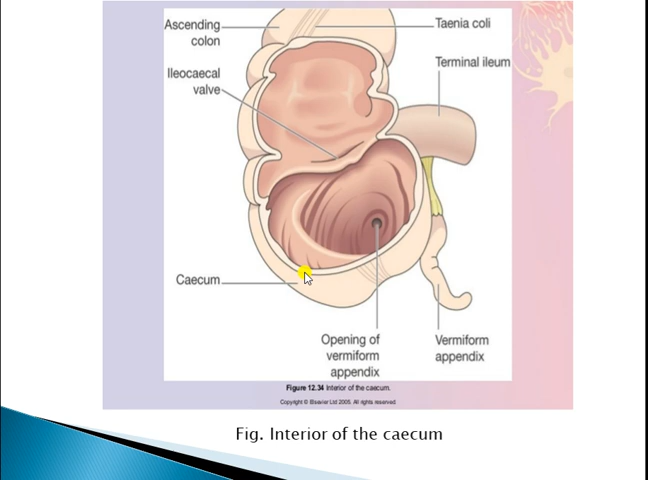 Ascending
colon
Taenia coli
Ileocaecal
valve
Terminal ileum
Caecum
Opening of
vermiform
appendix
Vermiform
appendix
Figure 12.34 Interior of the caecum.
Copyright © Elsevier Ltd 2005. All rights reserved
Fig. Interior of the caecum